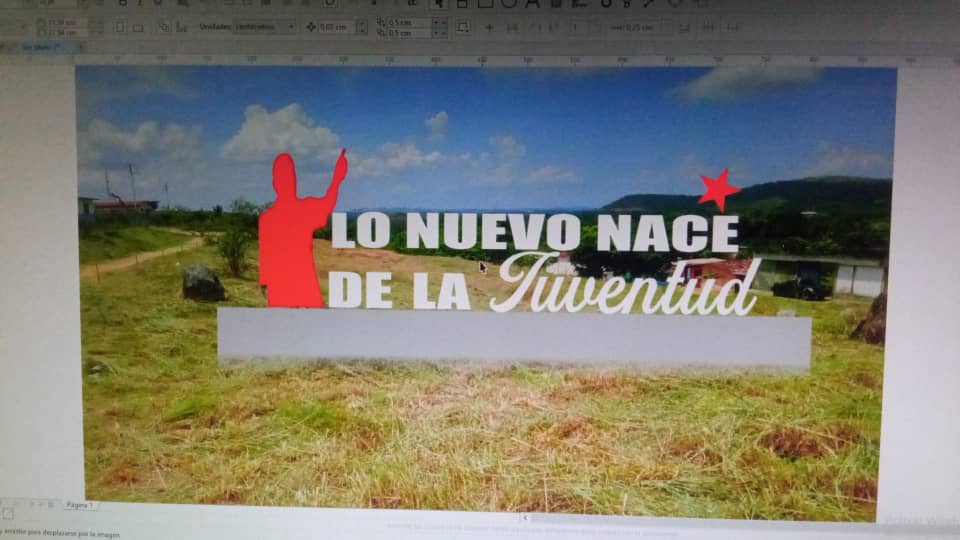 Unidades: centímetros
0,5 cm
0,5 cm
0,25 cm
LO NUEVO NACE
DE LA Juventud
Página 1
y arrastre para desplazarse por la imagen